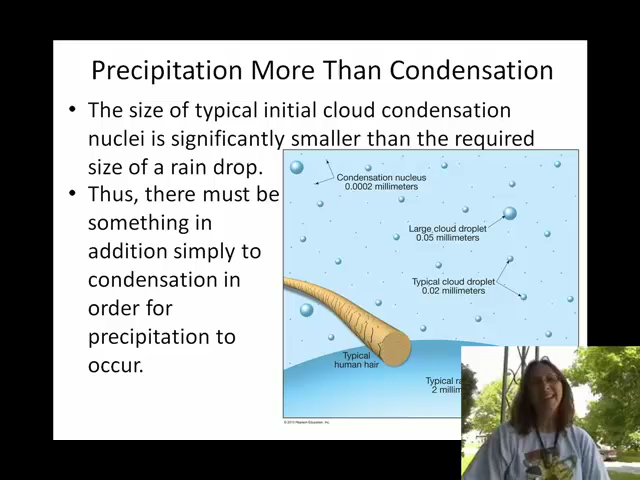 Precipitation More Than Condensation
• The size of typical initial cloud condensation
nuclei is significantly smaller than the required
size of a rain drop.
• Thus, there must be
something in
addition simply to
condensation in
order for
precipitation to
occur.
Condensation nucleus
0.0002 millimeters
Large cloud droplet
0.05 millimeters
Typical cloud droplet
0.02 millimeters
Typical
human hair
Typical
2
Pearson Education, Inc.